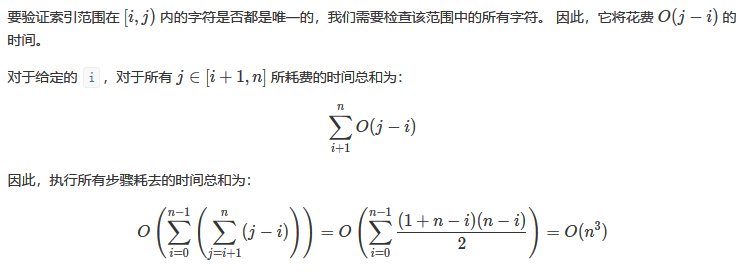 要验证索引范围在 [i, j) 内的字符是否都是唯一的，我们需要检查该范围中的所有字符。 因此，它将花费 O(j − i) 的
时间。
对于给定的 i ，对于所有 j ∈ [i + 1, n] 所耗费的时间总和为：
\sum_{i+1}^{n} O(j − i)
因此，执行所有步骤耗去的时间总和为：
O\left(\sum_{i=0}^{n-1}\left(\sum_{j=i+1}^{n}(j − i)\right)\right) = O\left(\sum_{i=0}^{n-1}\frac{(1 + n − i)(n − i)}{2}\right) = O(n^3)